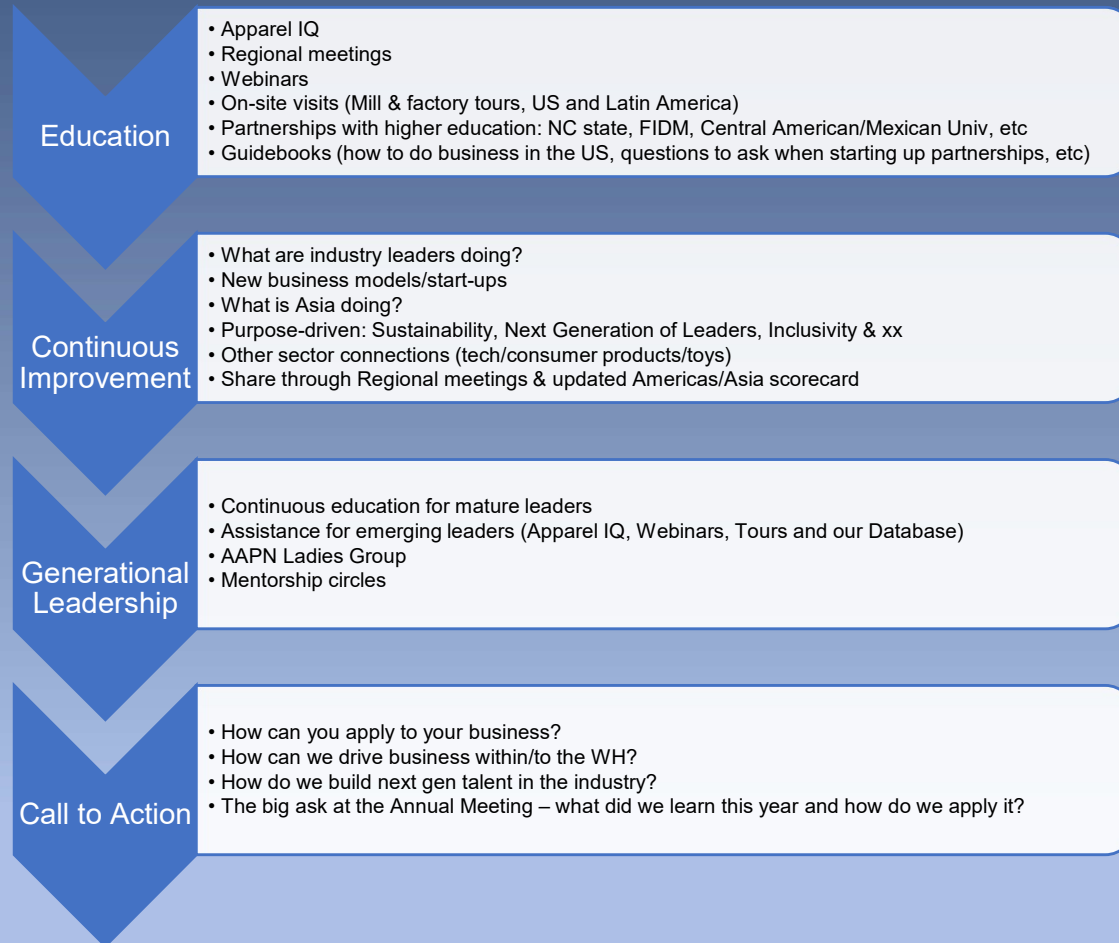 Education
• Apparel IQ
• Regional meetings
• Webinars
• On-site visits (Mill & factory tours, US and Latin America)
• Partnerships with higher education: NC state, FIDM, Central American/Mexican Univ, etc
• Guidebooks (how to do business in the US, questions to ask when starting up partnerships, etc)
Continuous
Improvement
• What are industry leaders doing?
• New business models/start-ups
• What is Asia doing?
• Purpose-driven: Sustainability, Next Generation of Leaders, Inclusivity & xx
• Other sector connections (tech/consumer products/toys)
• Share through Regional meetings & updated Americas/Asia scorecard
Generational
Leadership
• Continuous education for mature leaders
• Assistance for emerging leaders (Apparel IQ, Webinars, Tours and our Database)
• AAPN Ladies Group
• Mentorship circles
Call to Action
• How can you apply to your business?
• How can we drive business within/to the WH?
• How do we build next gen talent in the industry?
• The big ask at the Annual Meeting – what did we learn this year and how do we apply it?